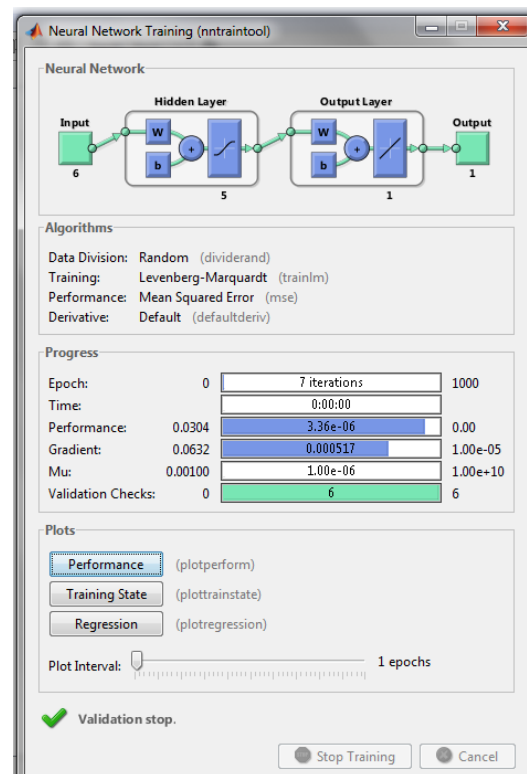 Neural Network Training (nntraintool)
Neural Network
Hidden Layer Output Layer
Input Output
W W
+ +
b b
6 5 1 1
Algorithms
Data Division: Random (dividerand)
Training: Levenberg-Marquardt (trainlm)
Performance: Mean Squared Error (mse)
Derivative: Default (defaultderiv)
Progress
Epoch: 0 7 iterations 1000
Time: 0:00:00
Performance: 0.0304 3.36e-06 0.00
Gradient: 0.0632 0.000517 1.00e-05
Mu: 0.00100 1.00e-06 1.00e+10
Validation Checks: 0 6 6
Plots
Performance (plotperform)
Training State (plottrainstate)
Regression (plotregression)
Plot Interval: 1 epochs
Validation stop.
Stop Training Cancel